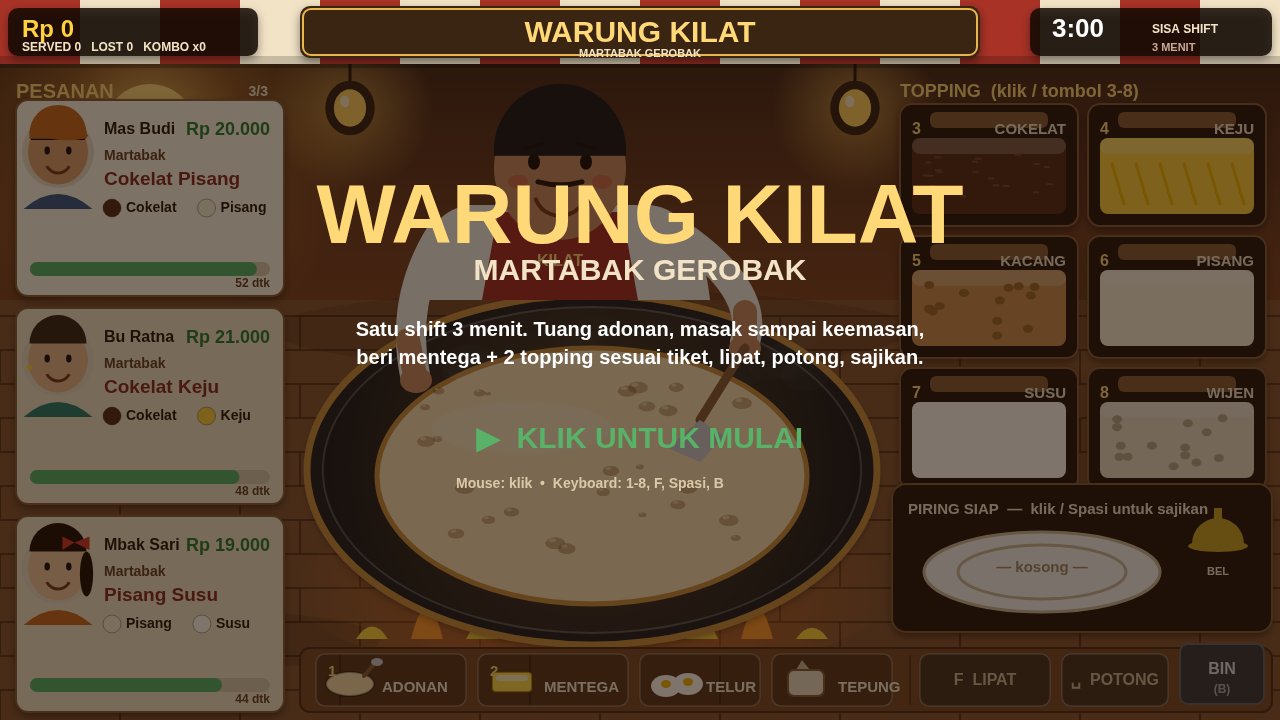 Rp 0
SERVED 0 LOST 0 KOMBO x0
WARUNG KILAT
MARTABAK GEROBAK
3:00
SISA SHIFT
3 MENIT
PESANAN
3/3
Mas Budi
Rp 20.000
Martabak
Cokelat Pisang
Cokelat
Pisang
52 dtk
Bu Ratna
Rp 21.000
Martabak
Cokelat Keju
Cokelat
Keju
48 dtk
Mbak Sari
Rp 19.000
Martabak
Pisang Susu
Pisang
Susu
44 dtk
KILAT
WARUNG KILAT
MARTABAK GEROBAK
Satu shift 3 menit. Tuang adonan, masak sampai keemasan,
beri mentega + 2 topping sesuai tiket, lipat, potong, sajikan.
▶ KLIK UNTUK MULAI
Mouse: klik • Keyboard: 1-8, F, Spasi, B
TOPPING (klik / tombol 3-8)
3 COKELAT
4 KEJU
5 KACANG
6 PISANG
7 SUSU
8 WIJEN
PIRING SIAP — klik / Spasi untuk sajikan
— kosong —
BEL
1 ADONAN
2 MENTEGA
TELUR
TEPUNG
F LIPAT
␣ POTONG
BIN
(B)